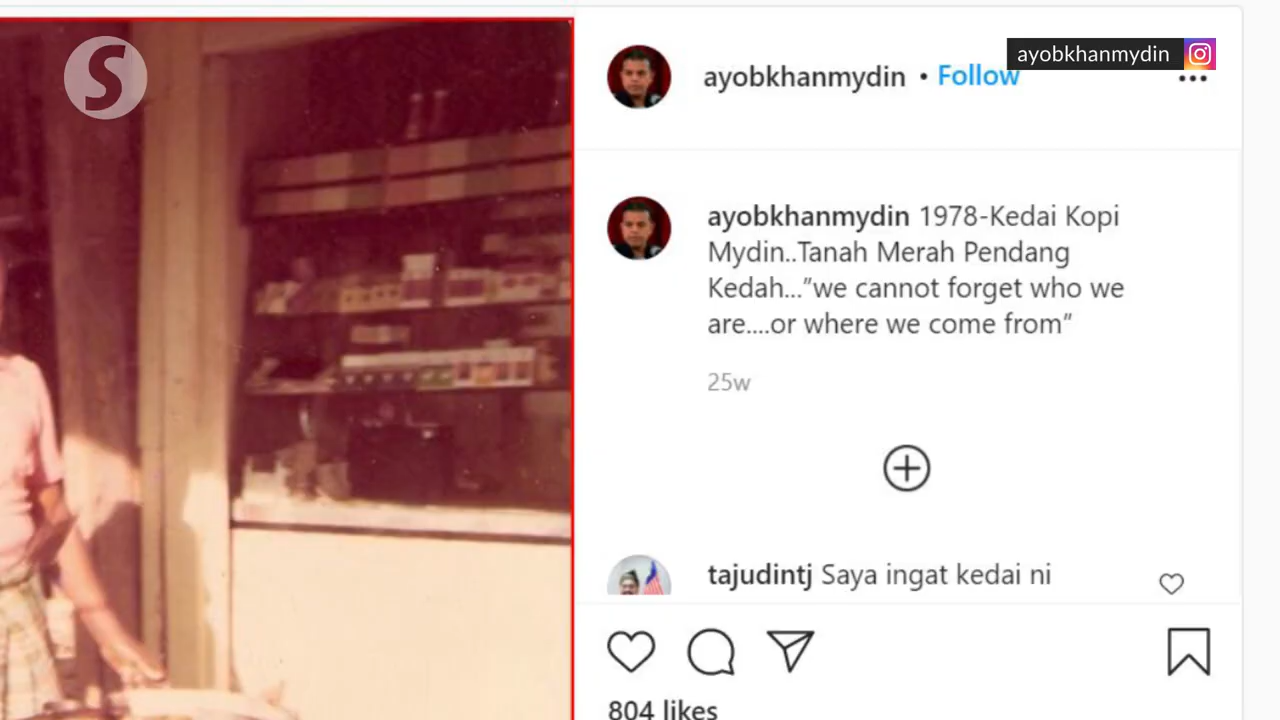 S
ayobkhanmydin
ayobkhanmydin • Follow
ayobkhanmydin 1978-Kedai Kopi
Mydin..Tanah Merah Pendang
Kedah...”we cannot forget who we
are....or where we come from”
25w
tajudintj Saya ingat kedai ni
804 likes